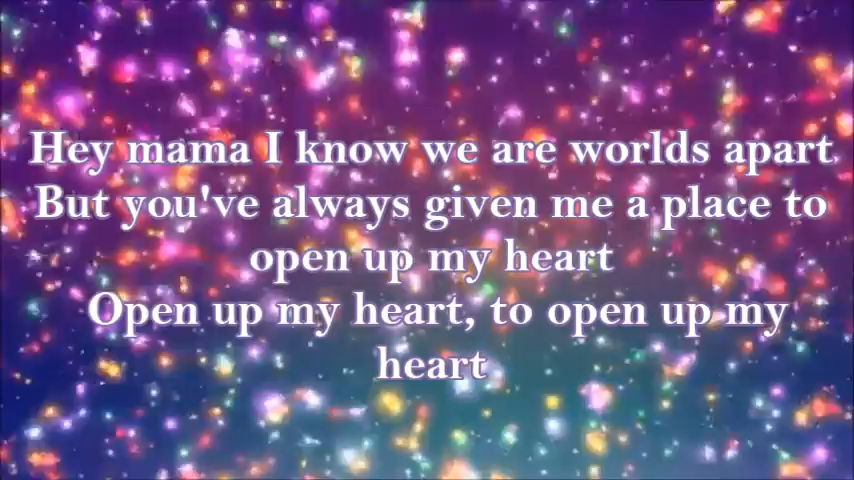 Hey mama I know we are worlds apart
But you've always given me a place to
open up my heart
Open up my heart, to open up my
heart